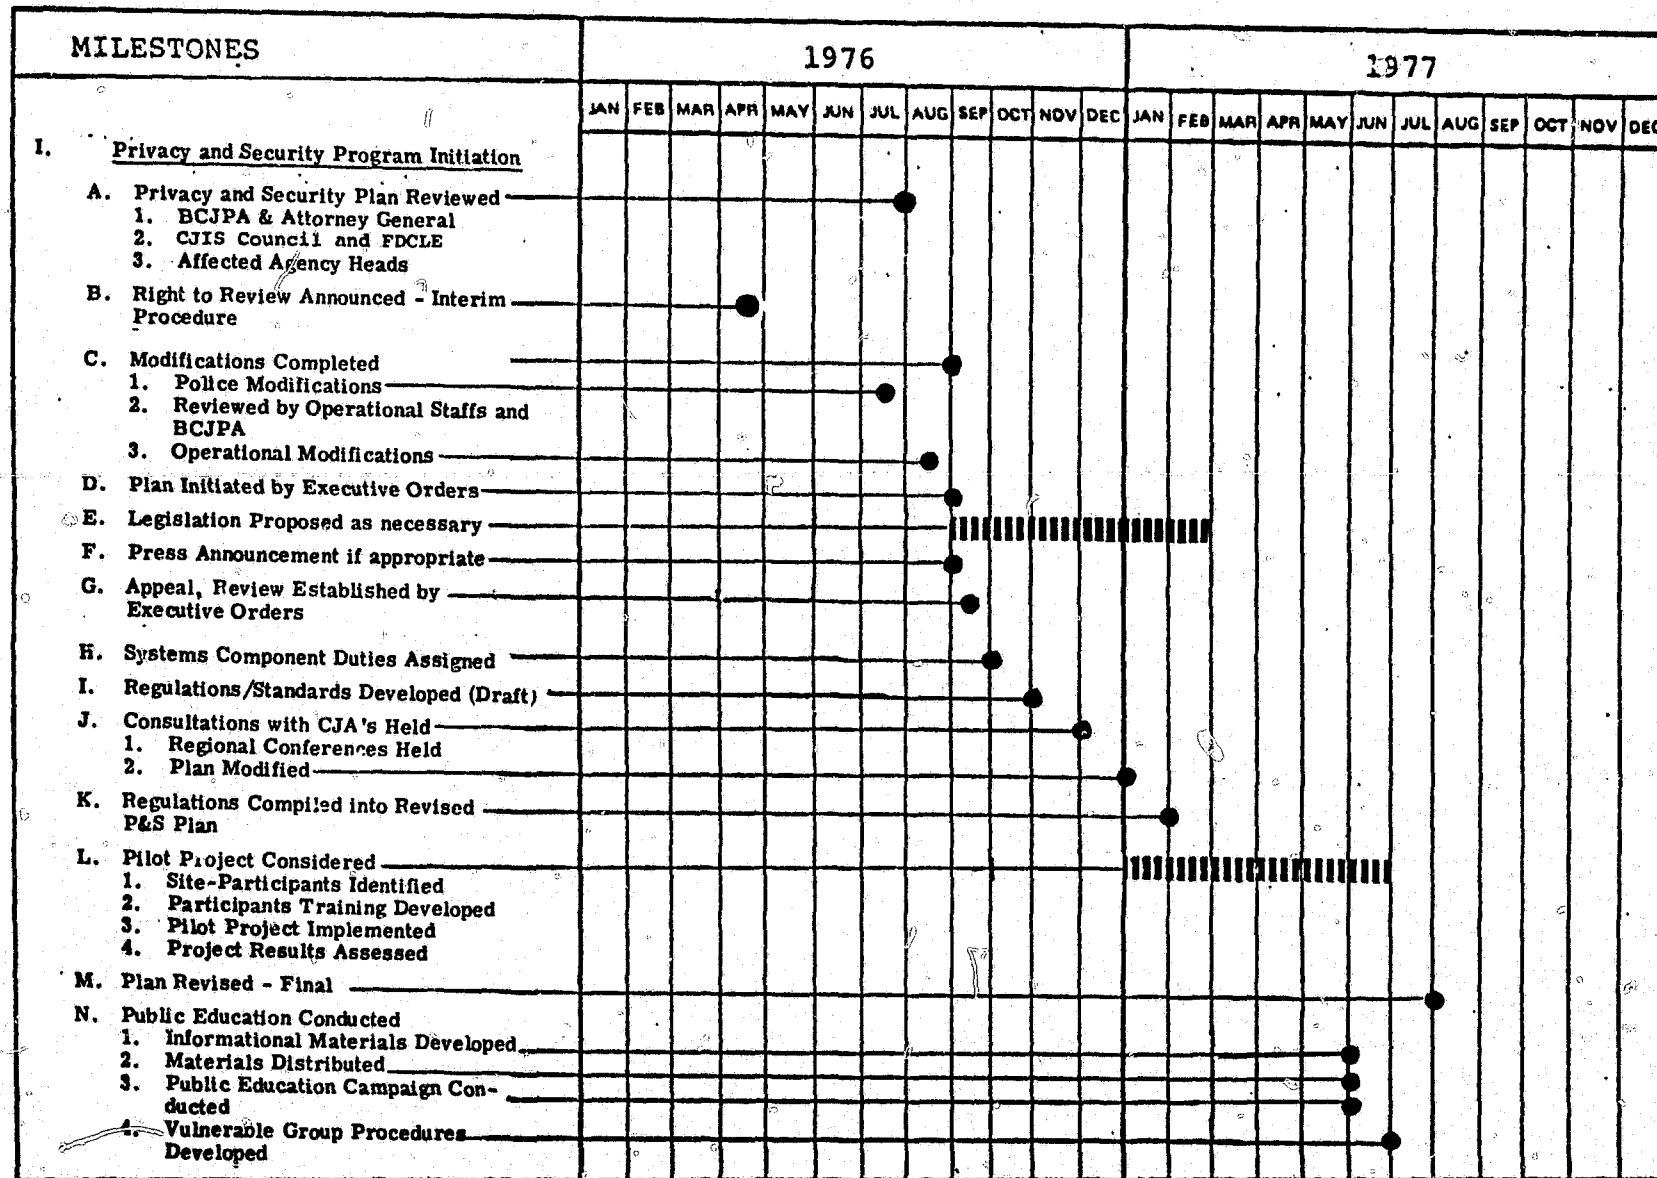 MILESTONES
1976
1977
JAN FEB MAR APR MAY JUN JUL AUG SEP OCT NOV DEC JAN FEB MAR APR MAY JUN JUL AUG SEP OCT NOV DEC
I. Privacy and Security Program Initiation
A. Privacy and Security Plan Reviewed
1. BCJPA & Attorney General
2. CJIS Council and FDCLE
3. Affected Agency Heads
B. Right to Review Announced - Interim
Procedure
C. Modifications Completed
1. Police Modifications
2. Reviewed by Operational Staffs and
BCJPA
3. Operational Modifications
D. Plan Initiated by Executive Orders
E. Legislation Proposed as necessary
F. Press Announcement if appropriate
G. Appeal, Review Established by
Executive Orders
H. Systems Component Duties Assigned
I. Regulations/Standards Developed (Draft)
J. Consultations with CJA's Held
1. Regional Conferences Held
2. Plan Modified
K. Regulations Compiled into Revised
P&S Plan
L. Pilot Project Considered
1. Site-Participants Identified
2. Participants Training Developed
3. Pilot Project Implemented
4. Project Results Assessed
M. Plan Revised - Final
N. Public Education Conducted
1. Informational Materials Developed
2. Materials Distributed
3. Public Education Campaign Con-
ducted
4. Vulnerable Group Procedures
Developed